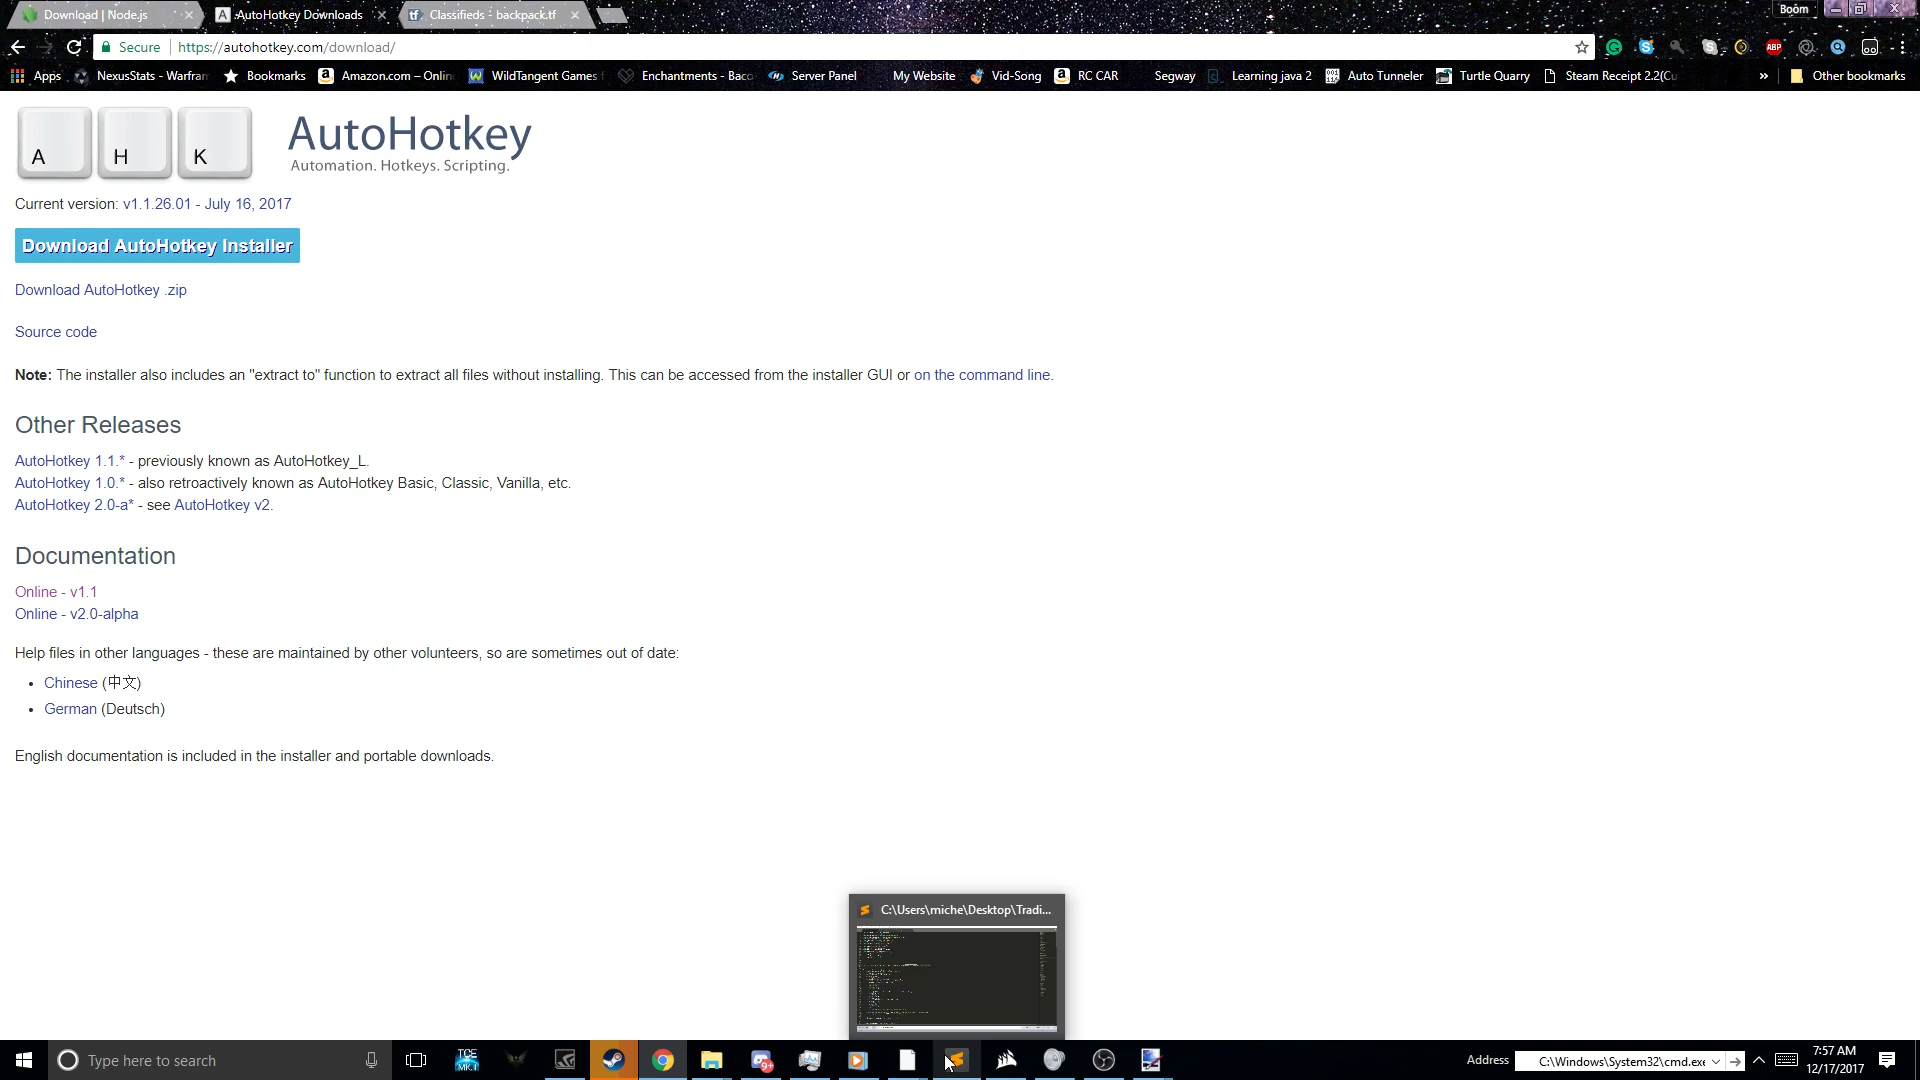 Download | Node.js
AutoHotkey Downloads
Classifieds - backpack.tf
Boom
Secure
https://autohotkey.com/download/
ABP
Apps
NexusStats - Warfram
Bookmarks
Amazon.com – Onlin
WildTangent Games
Enchantments - Baco
Server Panel
My Website
Vid-Song
RC CAR
Segway
Learning java 2
Auto Tunneler
Turtle Quarry
Steam Receipt 2.2(Cu
»
Other bookmarks
A H K
AutoHotkey
Automation. Hotkeys. Scripting.
Current version: v1.1.26.01 - July 16, 2017
Download AutoHotkey Installer
Download AutoHotkey .zip
Source code
Note: The installer also includes an "extract to" function to extract all files without installing. This can be accessed from the installer GUI or on the command line.
Other Releases
AutoHotkey 1.1.* - previously known as AutoHotkey_L.
AutoHotkey 1.0.* - also retroactively known as AutoHotkey Basic, Classic, Vanilla, etc.
AutoHotkey 2.0-a* - see AutoHotkey v2.
Documentation
Online - v1.1
Online - v2.0-alpha
Help files in other languages - these are maintained by other volunteers, so are sometimes out of date:
• Chinese (中文)
• German (Deutsch)
English documentation is included in the installer and portable downloads.
C:\Users\miche\Desktop\Tradi...
Type here to search
TCE
MK.1
9+
Address
C:\Windows\System32\cmd.exe
7:57 AM
12/17/2017